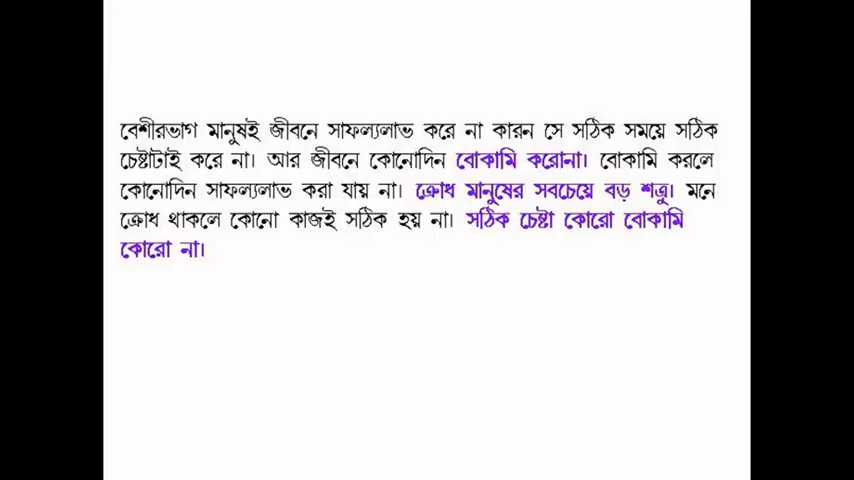 বেশীরভাগ মানুষই জীবনে সাফল্যলাভ করে না কারন সে সঠিক সময়ে সঠিক
চেষ্টাটাই করে না। আর জীবনে কোনোদিন বোকামি করোনা। বোকামি করলে
কোনোদিন সাফল্যলাভ করা যায় না। ক্রোধ মানুষের সবচেয়ে বড় শত্রু। মনে
ক্রোধ থাকলে কোনো কাজই সঠিক হয় না। সঠিক চেষ্টা কোরো বোকামি
কোরো না।